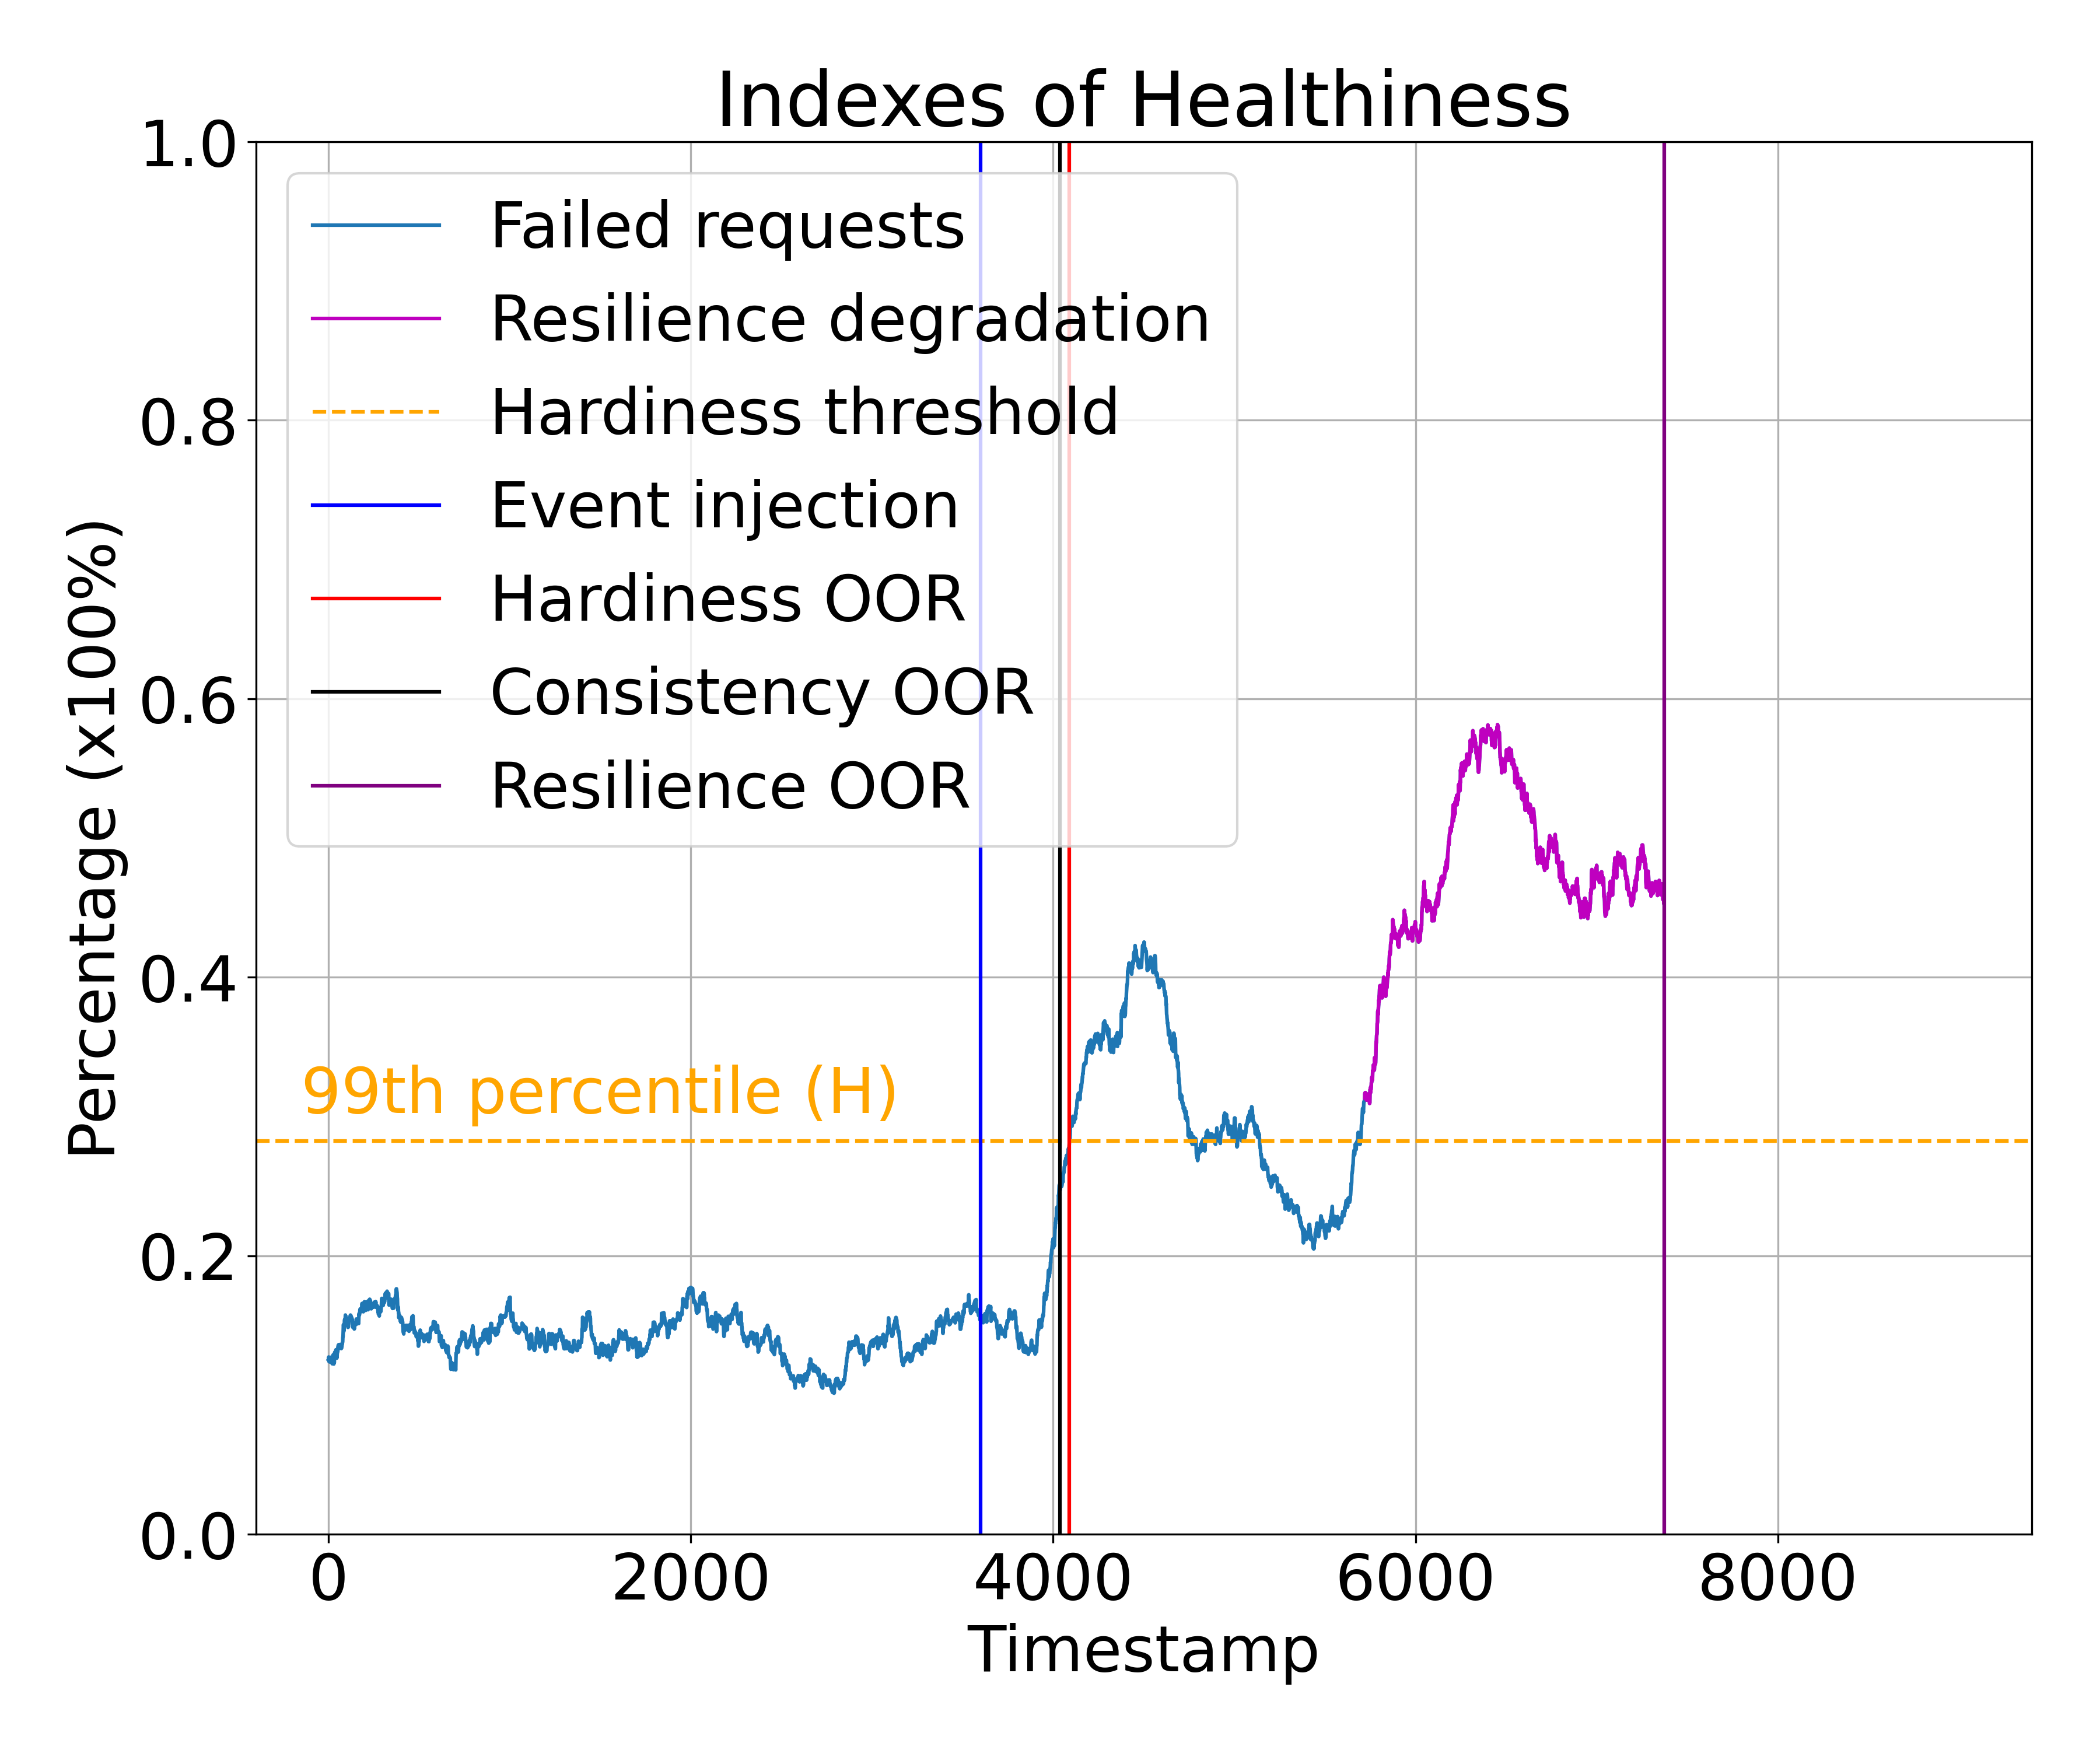 Indexes of Healthiness
1.0
0.8
0.6
0.4
0.2
0.0
Percentage (x100%)
Failed requests
Resilience degradation
Hardiness threshold
Event injection
Hardiness OOR
Consistency OOR
Resilience OOR
99th percentile (H)
0 2000 4000 6000 8000
Timestamp